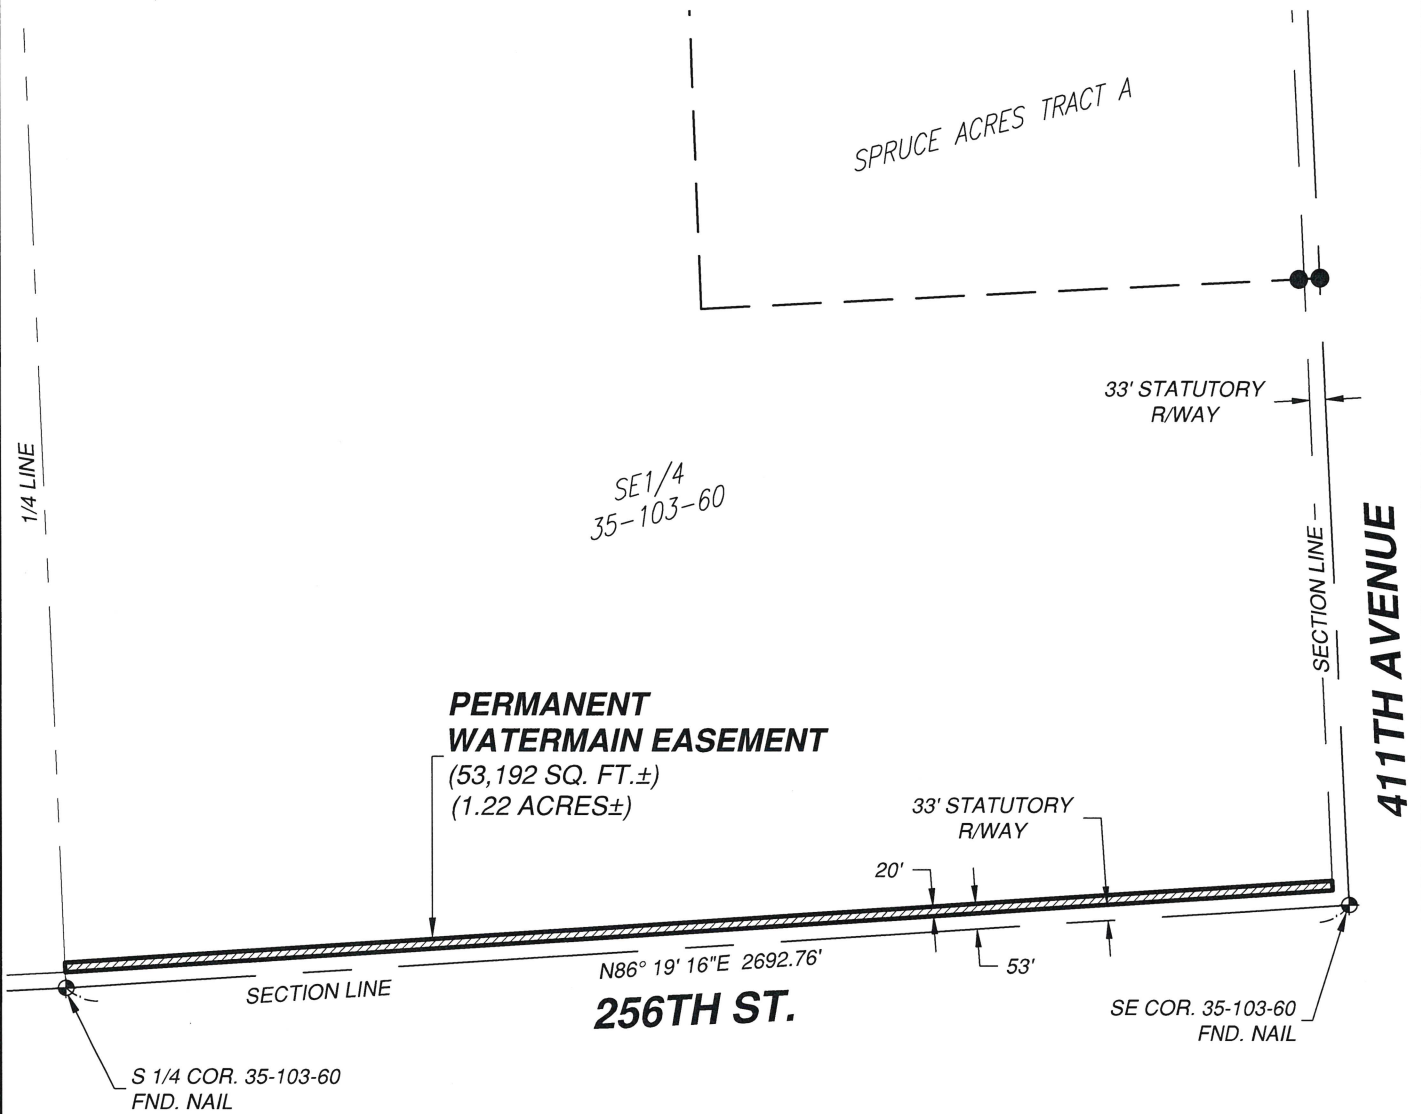 SPRUCE ACRES TRACT A
33' STATUTORY
R/WAY
1/4 LINE
SE1/4
35-103-60
SECTION LINE
411TH AVENUE
PERMANENT
WATERMAIN EASEMENT
(53,192 SQ. FT.±)
(1.22 ACRES±)
33' STATUTORY
R/WAY
20'
53'
N86° 19' 16"E 2692.76'
SECTION LINE
256TH ST.
SE COR. 35-103-60
FND. NAIL
S 1/4 COR. 35-103-60
FND. NAIL